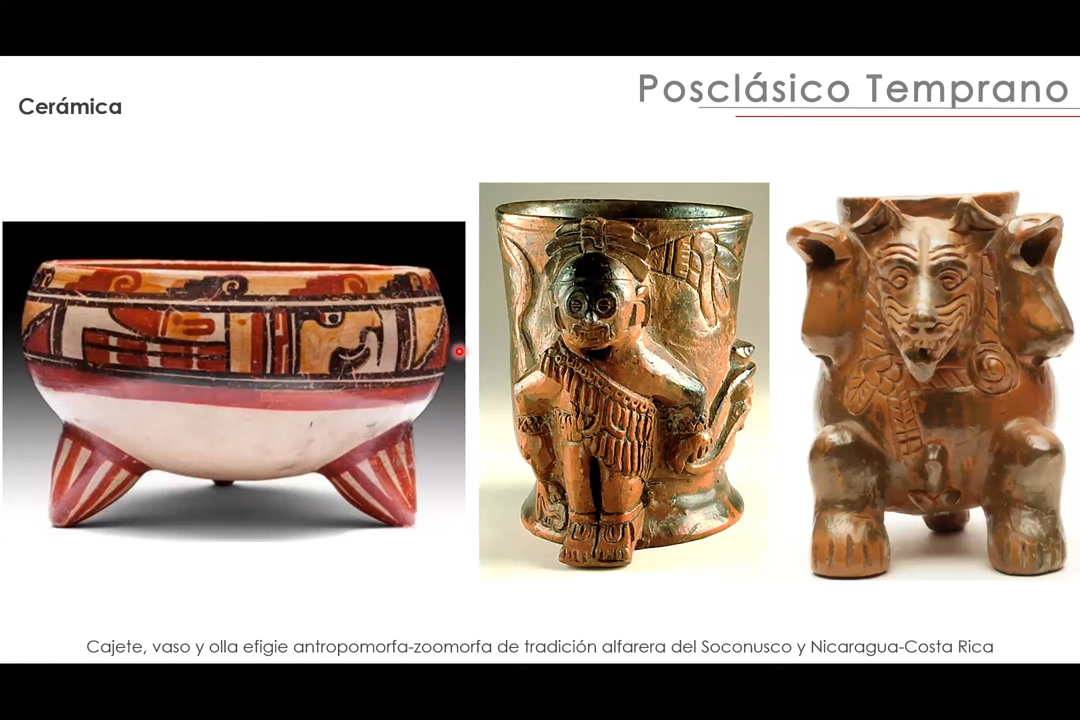 Posclásico Temprano
Cerámica
Cajete, vaso y olla efigie antropomorfa-zoomorfa de tradición alfarera del Soconusco y Nicaragua-Costa Rica